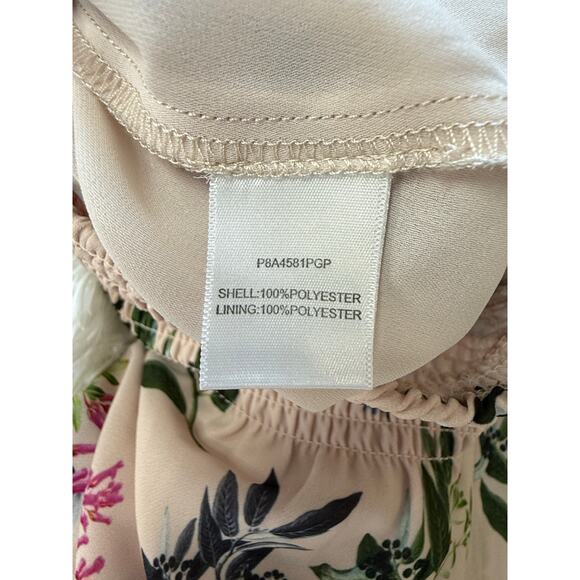 P8A4581PGP
SHELL:100%POLYESTER
LINING:100%POLYESTER